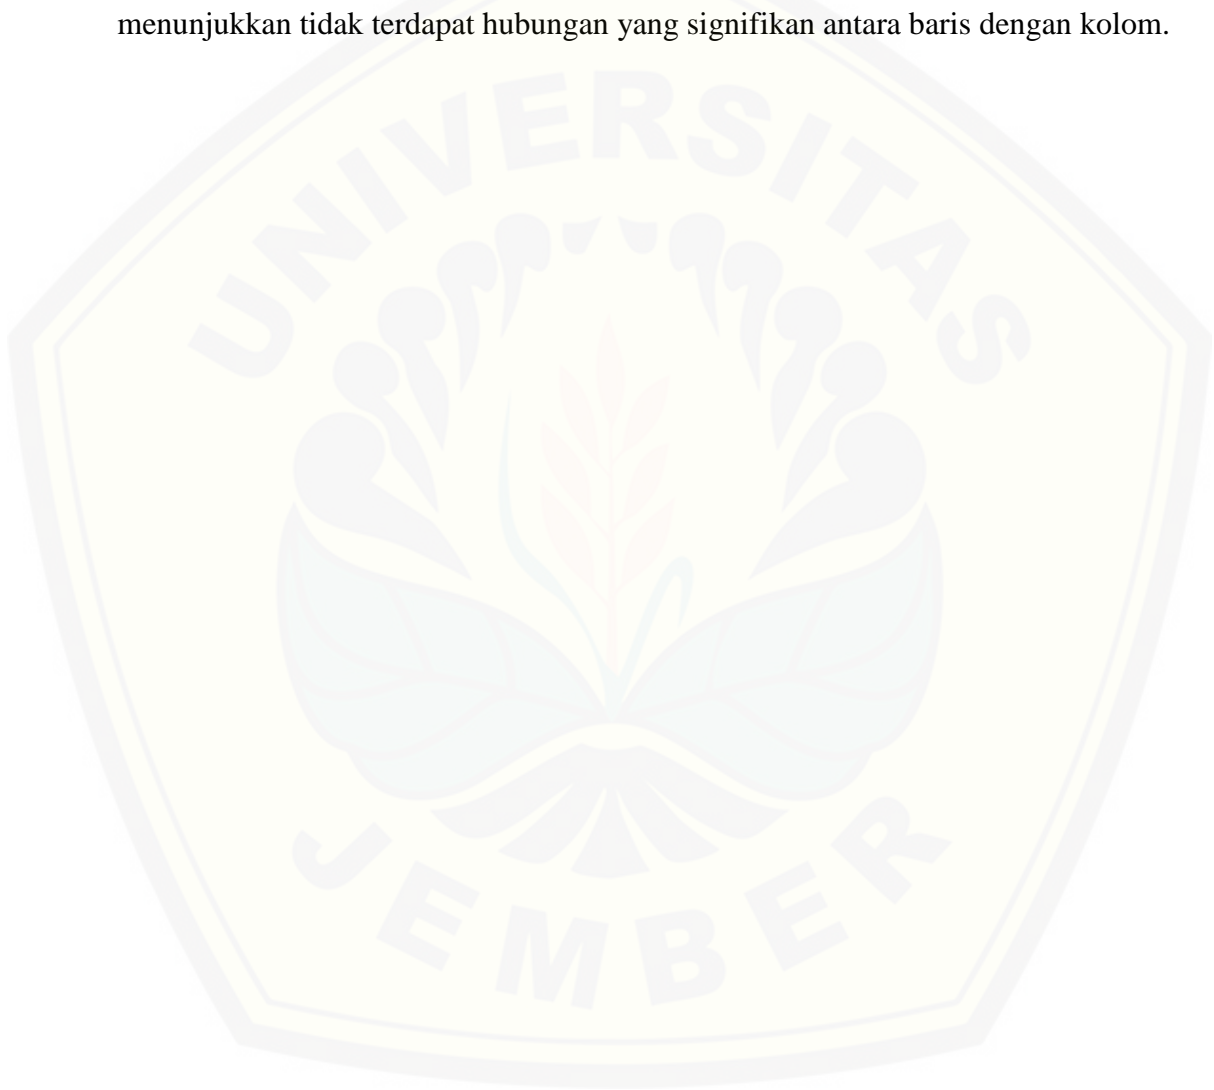 menunjukkan tidak terdapat hubungan yang signifikan antara baris dengan kolom.
UNIVERSITAS
JEMBER